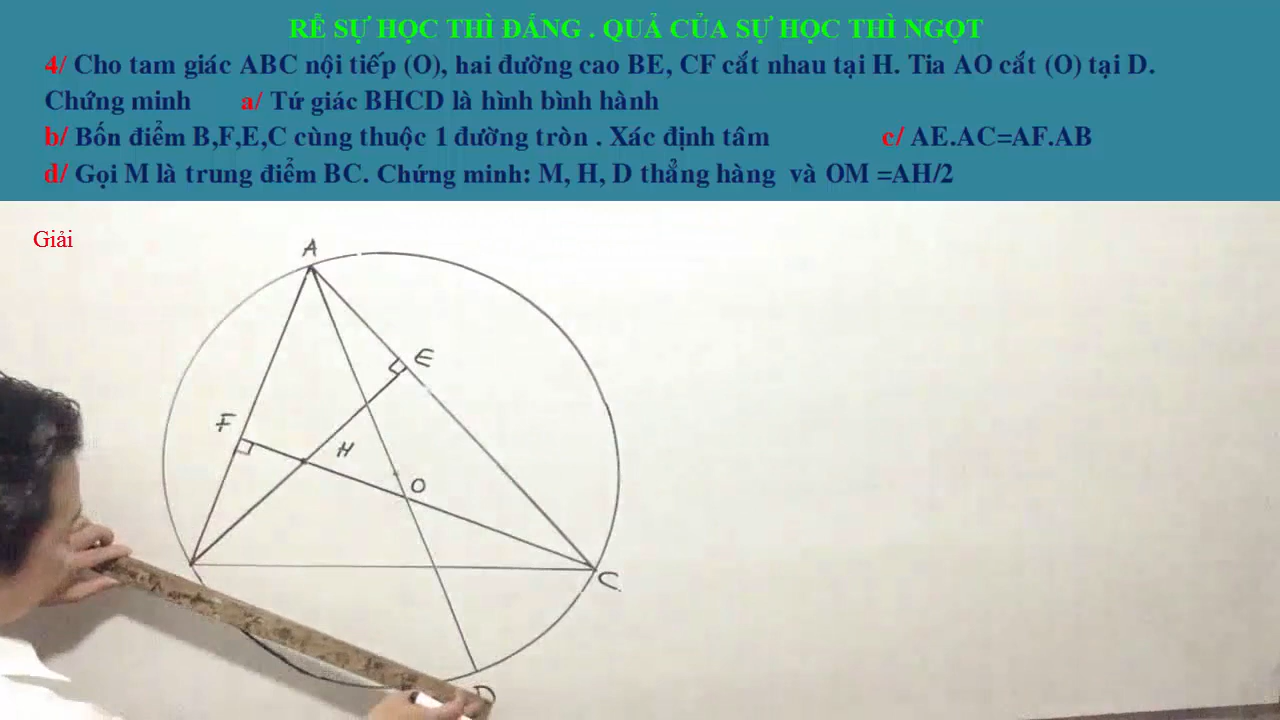 RỄ SỰ HỌC THÌ ĐẮNG . QUẢ CỦA SỰ HỌC THÌ NGỌT
4/ Cho tam giác ABC nội tiếp (O), hai đường cao BE, CF cắt nhau tại H. Tia AO cắt (O) tại D.
Chứng minh a/ Tứ giác BHCD là hình bình hành
b/ Bốn điểm B,F,E,C cùng thuộc 1 đường tròn . Xác định tâm c/ AE.AC=AF.AB
d/ Gọi M là trung điểm BC. Chứng minh: M, H, D thẳng hàng và OM =AH/2
Giải
A
E
F
H
O
C
D